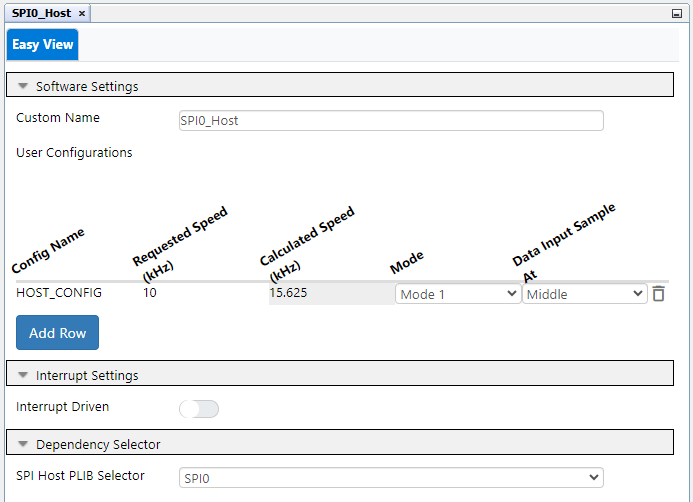 SPI0_Host
Easy View
Software Settings
Custom Name
SPI0_Host
User Configurations
Config Name
Requested Speed
(kHz)
Calculated Speed
(kHz)
Mode
Data Input Sample
At
HOST_CONFIG
10
15.625
Mode 1
Middle
Add Row
Interrupt Settings
Interrupt Driven
Dependency Selector
SPI Host PLIB Selector
SPI0